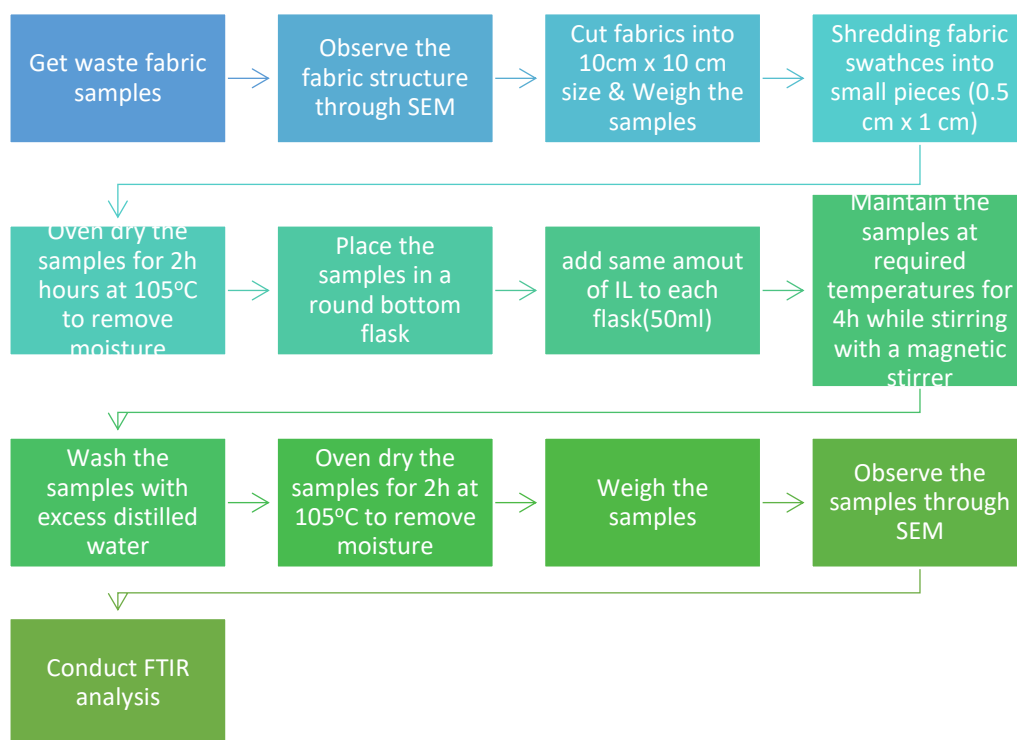 Get waste fabric
samples
Observe the
fabric structure
through SEM
Cut fabrics into
10cm x 10 cm
size & Weigh the
samples
Shredding fabric
swathces into
small pieces (0.5
cm x 1 cm)
Oven dry the
samples for 2h
hours at 105°C
to remove
moisture
Place the
samples in a
round bottom
flask
add same amout
of IL to each
flask(50ml)
Maintain the
samples at
required
temperatures for
4h while stirring
with a magnetic
stirrer
Wash the
samples with
excess distilled
water
Oven dry the
samples for 2h at
105°C to remove
moisture
Weigh the
samples
Observe the
samples through
SEM
Conduct FTIR
analysis